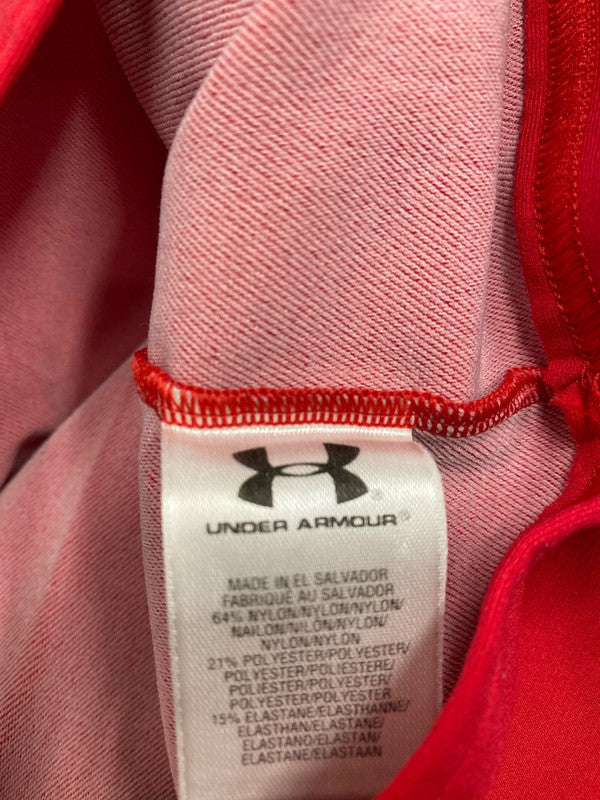 UNDER ARMOUR®
MADE IN EL SALVADOR
FABRIQUE AU SALVADOR
64% NYLON/NYLON/NYLON/
NAILON/NILON/NYLON/
NYLON/NYLON
21% POLYESTER/POLYESTER/
POLYESTER/POLIESTERE/
POLIESTER/POLIESTER/
POLYESTER/POLYESTER
15% ELASTANE/ELASTHANNE/
ELASTHAN/ELASTANE/
ELASTANO/ELASTAN/
ELASTANE/ELASTAAN